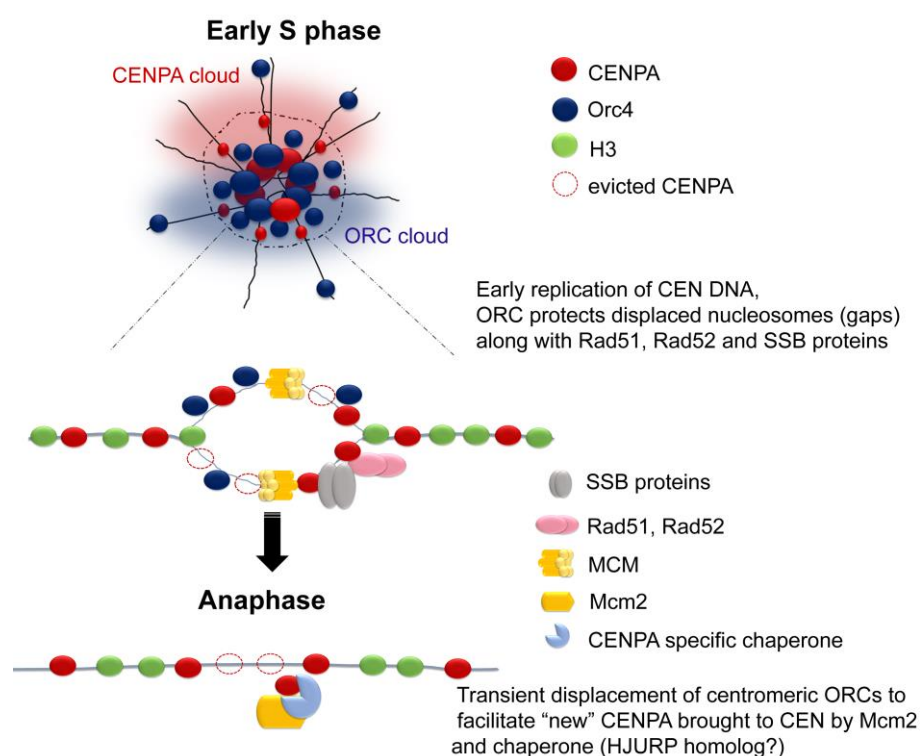 Early S phase
CENPA cloud
ORC cloud
CENPA
Orc4
H3
evicted CENPA
Early replication of CEN DNA,
ORC protects displaced nucleosomes (gaps)
along with Rad51, Rad52 and SSB proteins
SSB proteins
Rad51, Rad52
MCM
Mcm2
CENPA specific chaperone
Anaphase
Transient displacement of centromeric ORCs to
facilitate “new” CENPA brought to CEN by Mcm2
and chaperone (HJURP homolog?)